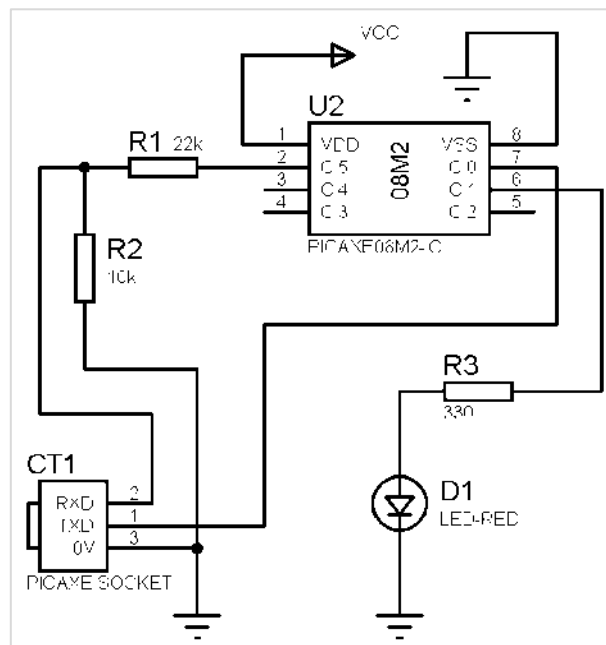 VCC
U2
R1 22k
1 VDD VSS 8
2 C.5 C.0 7
3 C.4 C.1 6
4 C.3 C.2 5
08M2
PICAXE08M2-C
R2
10k
R3
330
CT1
RXD 2
TXD 1
0V 3
PICAXE SOCKET
D1
LED-RED